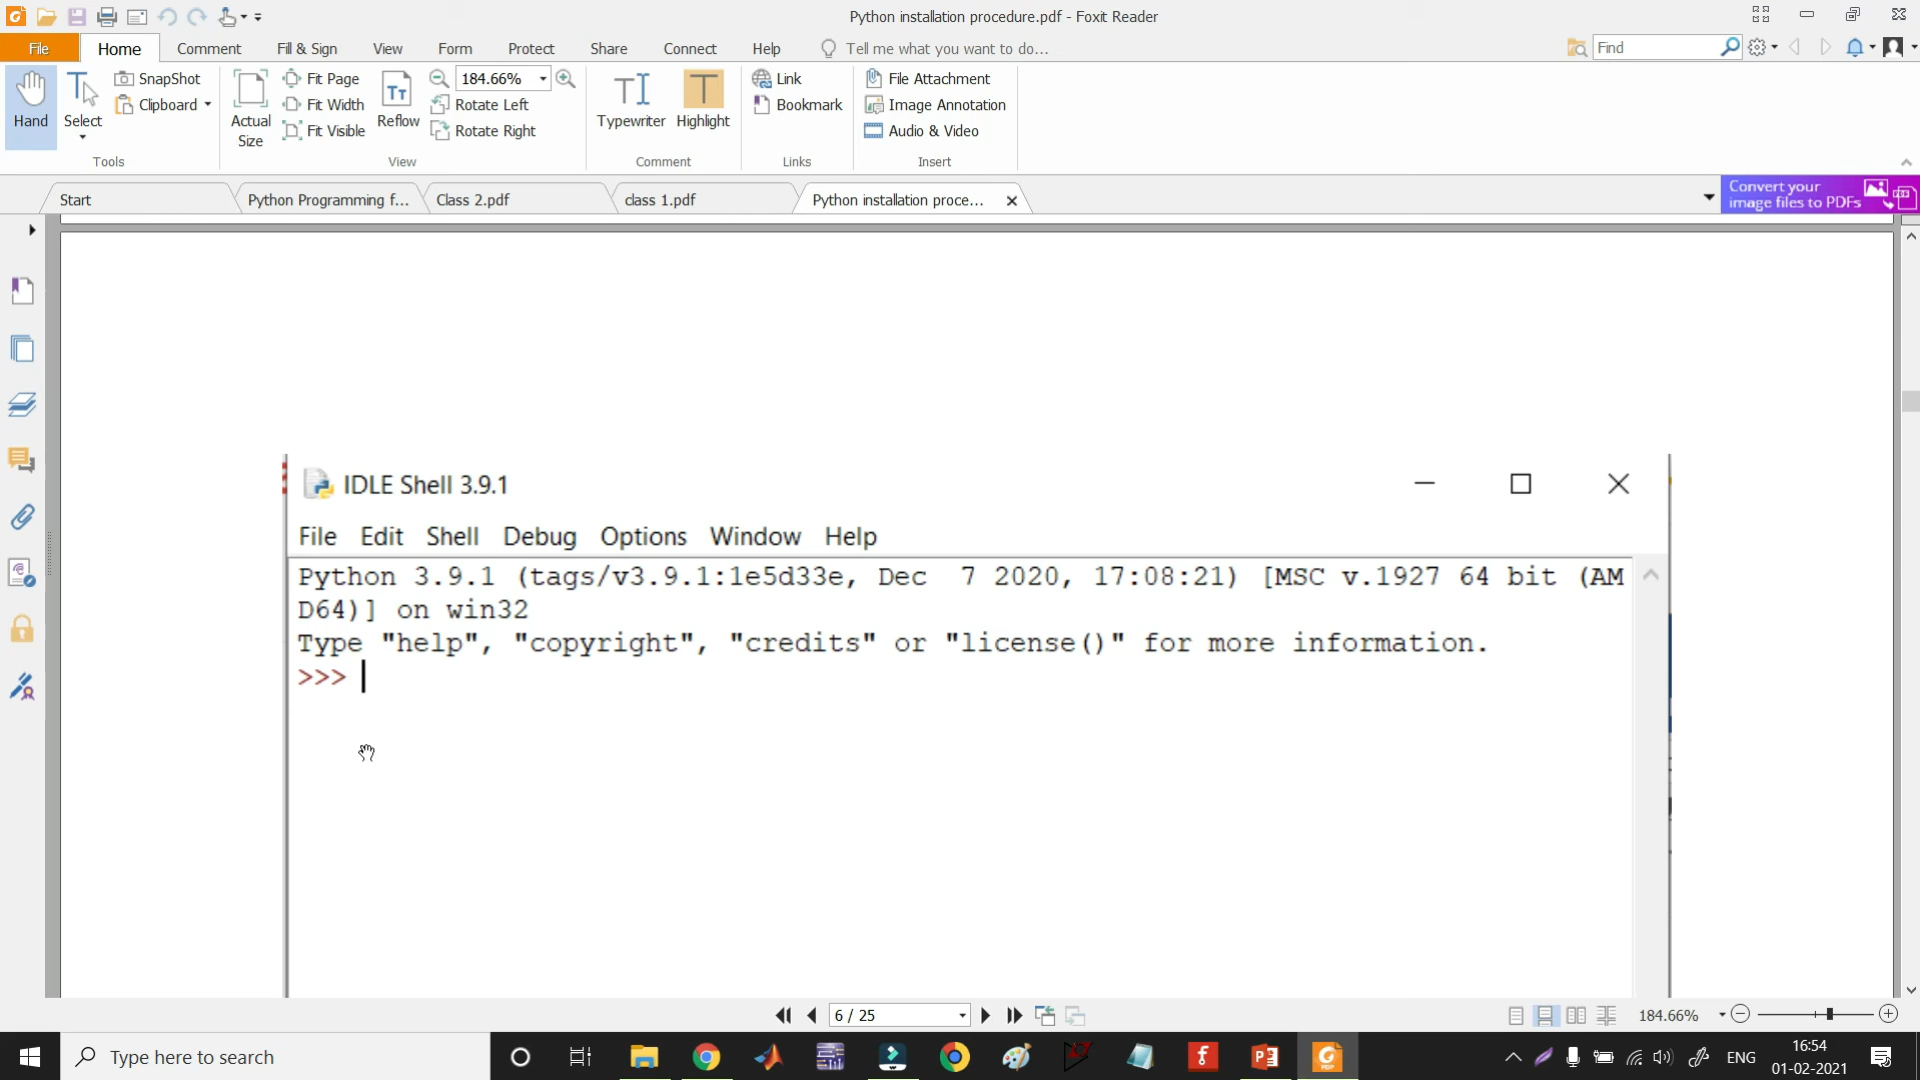 Python installation procedure.pdf - Foxit Reader
File Home Comment Fill & Sign View Form Protect Share Connect Help Tell me what you want to do... Find
Hand
Select
SnapShot
Clipboard
Tools
Actual
Size
Fit Page
Fit Width
Fit Visible
Reflow
184.66%
Rotate Left
Rotate Right
View
Typewriter
Highlight
Comment
Link
Bookmark
Links
File Attachment
Image Annotation
Audio & Video
Insert
Start Python Programming f... Class 2.pdf class 1.pdf Python installation proce...
Convert your
image files to PDFs
IDLE Shell 3.9.1
File Edit Shell Debug Options Window Help
Python 3.9.1 (tags/v3.9.1:1e5d33e, Dec 7 2020, 17:08:21) [MSC v.1927 64 bit (AM
D64)] on win32
Type "help", "copyright", "credits" or "license()" for more information.
>>>
6 / 25
184.66%
Type here to search
ENG
16:54
01-02-2021